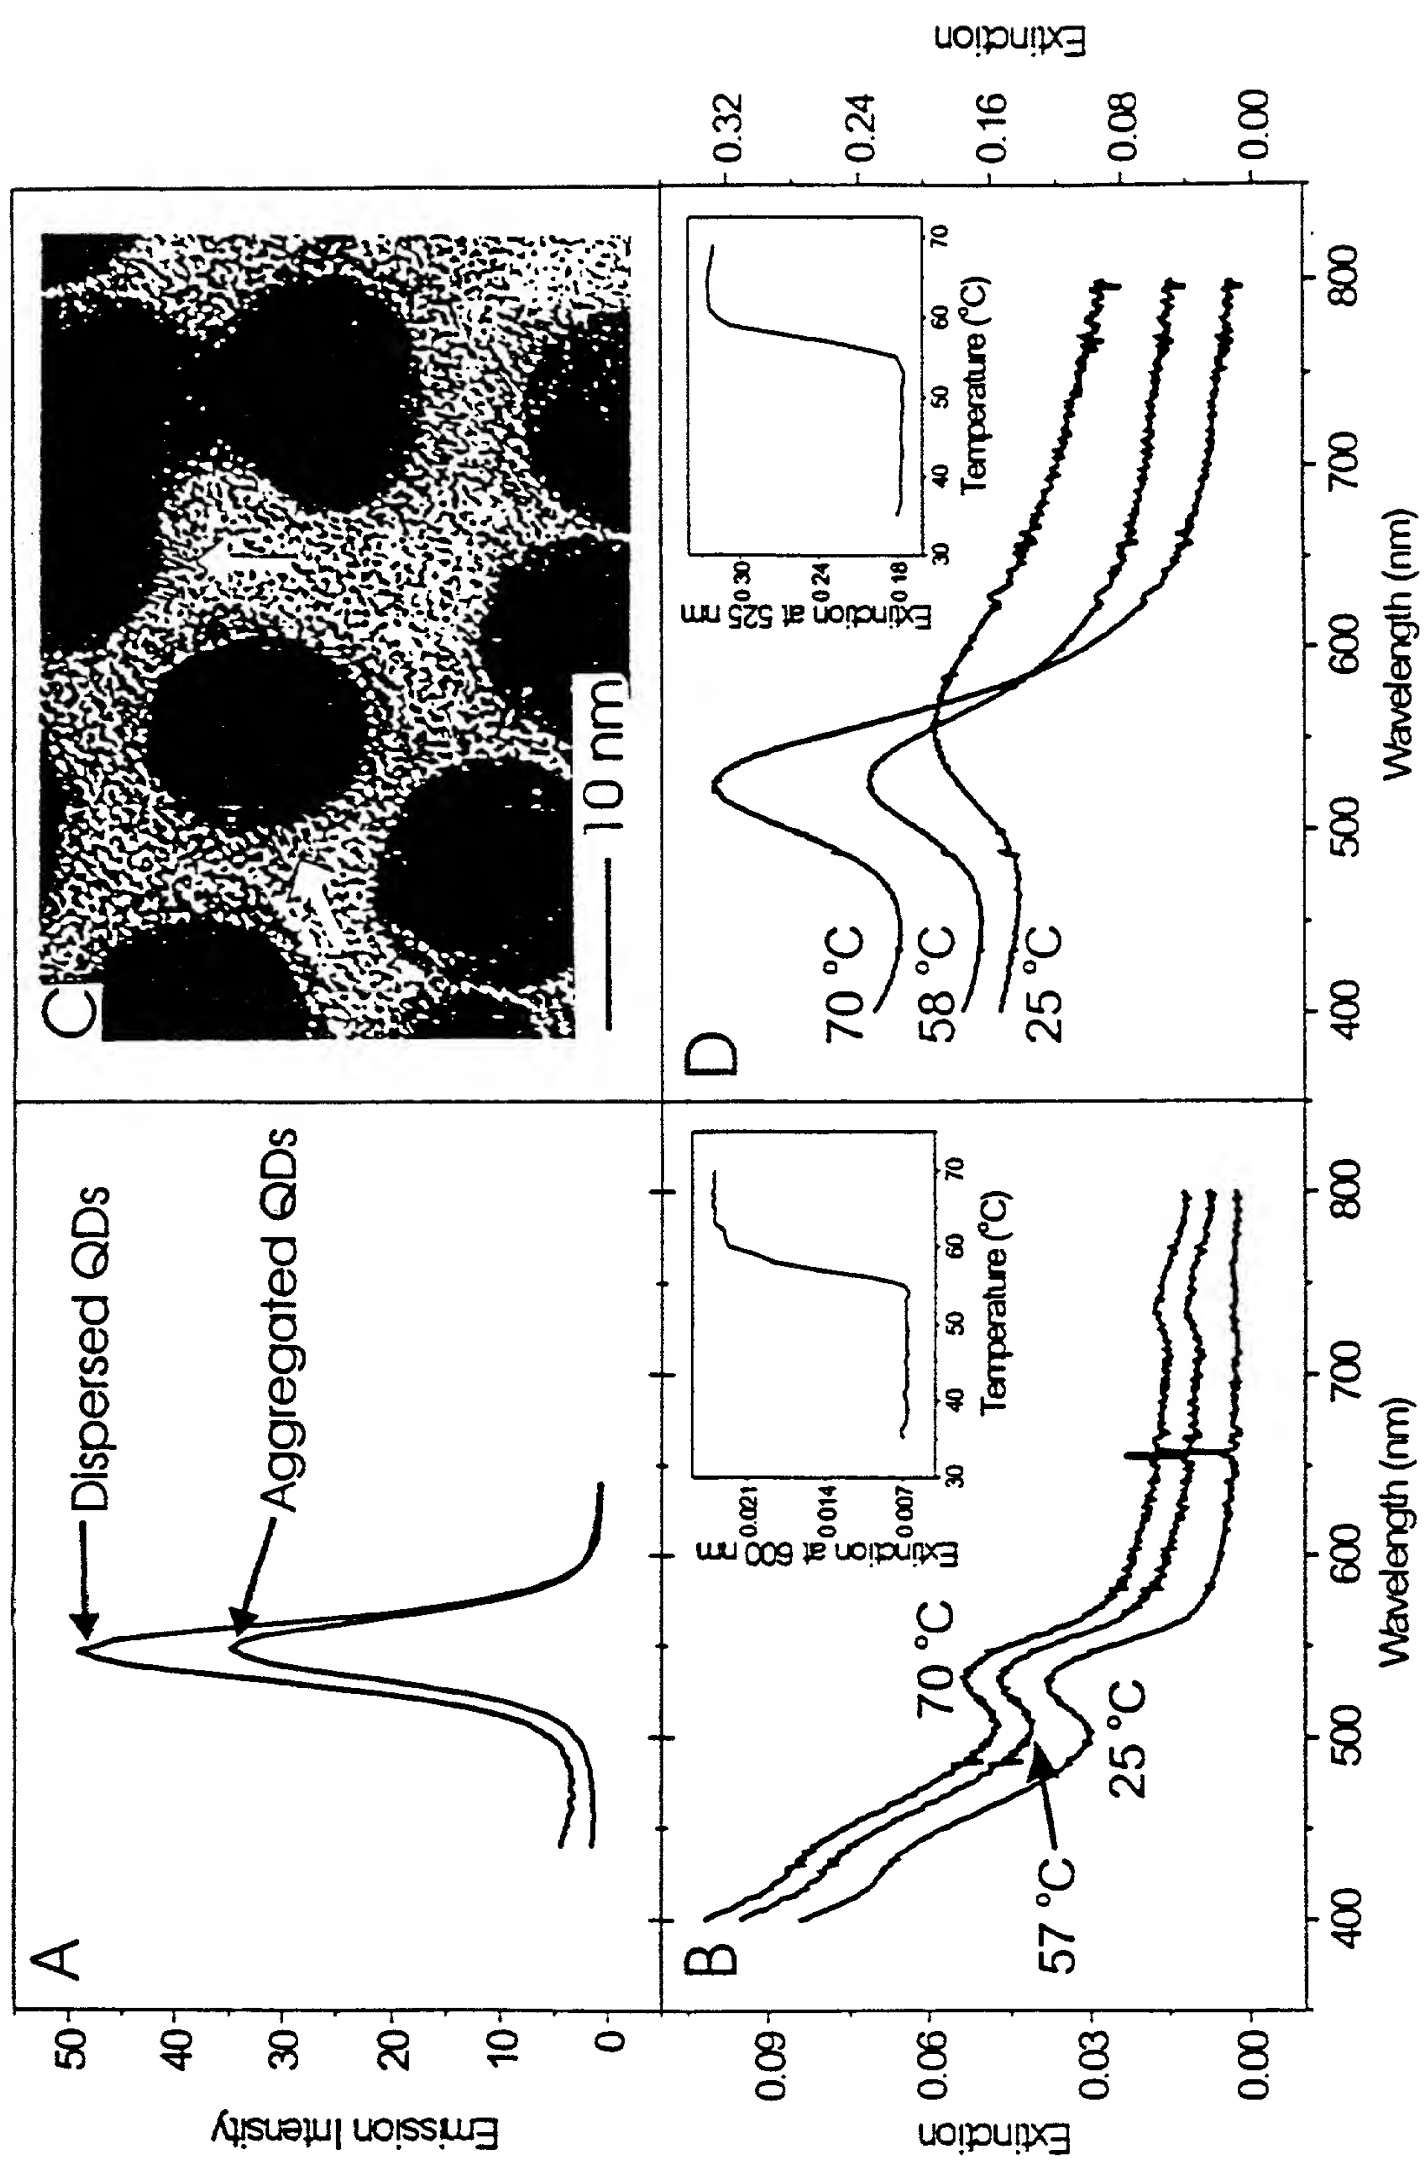 A
Dispersed QDs
Aggregated QDs
50
40
30
20
10
0
Emission Intensity
C
10 nm
B
70 °C
57 °C
25 °C
0.09
0.06
0.03
0.00
Extinction
400
500
600
700
800
Wavelength (nm)
Extinction at 600 nm
0.021
0 014
0 007
30
40
50
60
70
Temperature (°C)
D
70 °C
58 °C
25 °C
0.32
0.24
0.16
0.08
0.00
Extinction
400
500
600
700
800
Wavelength (nm)
Extinction at 525 nm
0 30
0 24
0 18
30
40
50
60
70
Temperature (°C)